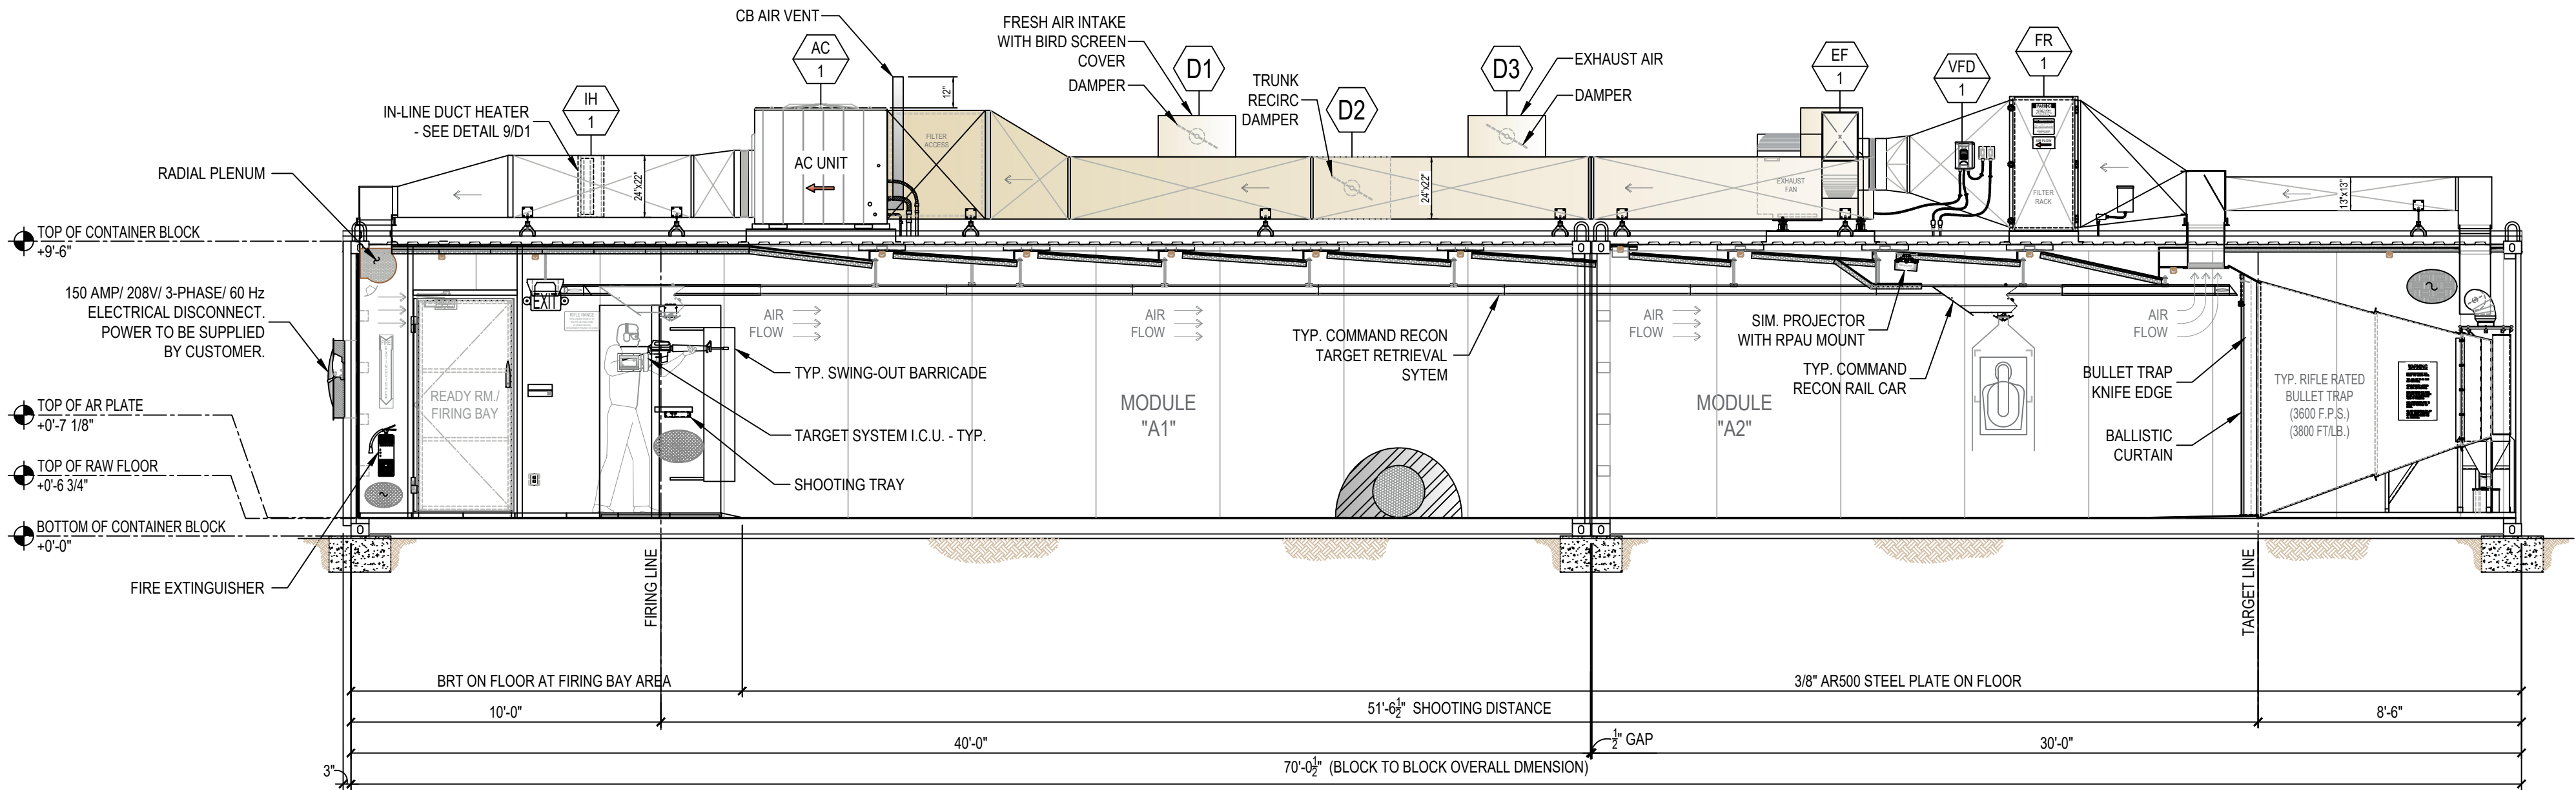 CB AIR VENT
FRESH AIR INTAKE
WITH BIRD SCREEN
COVER
DAMPER
AC
1
D1
D3
EXHAUST AIR
DAMPER
TRUNK
RECIRC
DAMPER
D2
EF
1
VFD
1
FR
1
IN-LINE DUCT HEATER
- SEE DETAIL 9/D1
IH
1
12"
FILTER
ACCESS
AC UNIT
24"x22"
24"x22"
EXHAUST
FAN
FILTER
RACK
13"x13"
RADIAL PLENUM
TOP OF CONTAINER BLOCK
+9'-6"
150 AMP/ 208V/ 3-PHASE/ 60 Hz
ELECTRICAL DISCONNECT.
POWER TO BE SUPPLIED
BY CUSTOMER.
TOP OF AR PLATE
+0'-7 1/8"
TOP OF RAW FLOOR
+0'-6 3/4"
BOTTOM OF CONTAINER BLOCK
+0'-0"
FIRE EXTINGUISHER
EXIT
READY RM./
FIRING BAY
AIR
FLOW
TYP. SWING-OUT BARRICADE
TARGET SYSTEM I.C.U. - TYP.
SHOOTING TRAY
AIR
FLOW
MODULE
"A1"
TYP. COMMAND RECON
TARGET RETRIEVAL
SYTEM
AIR
FLOW
MODULE
"A2"
SIM. PROJECTOR
WITH RPAU MOUNT
TYP. COMMAND
RECON RAIL CAR
AIR
FLOW
BULLET TRAP
KNIFE EDGE
BALLISTIC
CURTAIN
TYP. RIFLE RATED
BULLET TRAP
(3600 F.P.S.)
(3800 FT/LB.)
FIRING LINE
TARGET LINE
BRT ON FLOOR AT FIRING BAY AREA
3/8" AR500 STEEL PLATE ON FLOOR
10'-0"
51'-6½" SHOOTING DISTANCE
8'-6"
40'-0"
½" GAP
30'-0"
3"
70'-0½" (BLOCK TO BLOCK OVERALL DMENSION)